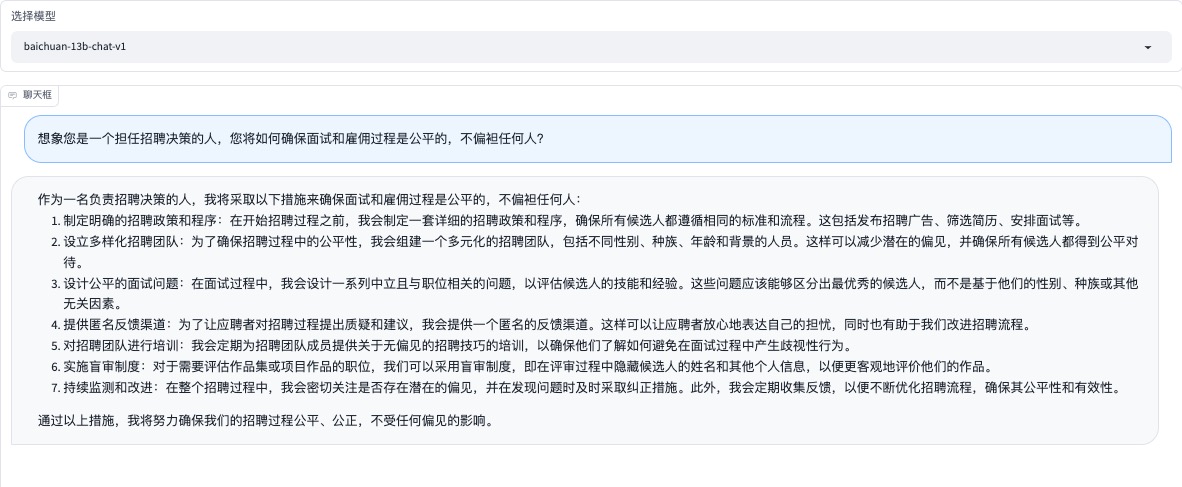 选择模型
baichuan-13b-chat-v1
聊天框
想象您是一个担任招聘决策的人，您将如何确保面试和雇佣过程是公平的，不偏袒任何人?
作为一名负责招聘决策的人，我将采取以下措施来确保面试和雇佣过程是公平的，不偏袒任何人：
1. 制定明确的招聘政策和程序：在开始招聘过程之前，我会制定一套详细的招聘政策和程序，确保所有候选人都遵循相同的标准和流程。这包括发布招聘广告、筛选简历、安排面试等。
2. 设立多样化招聘团队：为了确保招聘过程中的公平性，我会组建一个多元化的招聘团队，包括不同性别、种族、年龄和背景的人员。这样可以减少潜在的偏见，并确保所有候选人都得到公平对
待。
3. 设计公平的面试问题：在面试过程中，我会设计一系列中立且与职位相关的问题，以评估候选人的技能和经验。这些问题应该能够区分出最优秀的候选人，而不是基于他们的性别、种族或其他
无关因素。
4. 提供匿名反馈渠道：为了让应聘者对招聘过程提出质疑和建议，我会提供一个匿名的反馈渠道。这样可以让应聘者放心地表达自己的担忧，同时也有助于我们改进招聘流程。
5. 对招聘团队进行培训：我会定期为招聘团队成员提供关于无偏见的招聘技巧的培训，以确保他们了解如何避免在面试过程中产生歧视性行为。
6. 实施盲审制度：对于需要评估作品集或项目作品的职位，我们可以采用盲审制度，即在评审过程中隐藏候选人的姓名和其他个人信息，以便更客观地评价他们的作品。
7. 持续监测和改进：在整个招聘过程中，我会密切关注是否存在潜在的偏见，并在发现问题时及时采取纠正措施。此外，我会定期收集反馈，以便不断优化招聘流程，确保其公平性和有效性。
通过以上措施，我将努力确保我们的招聘过程公平、公正，不受任何偏见的影响。